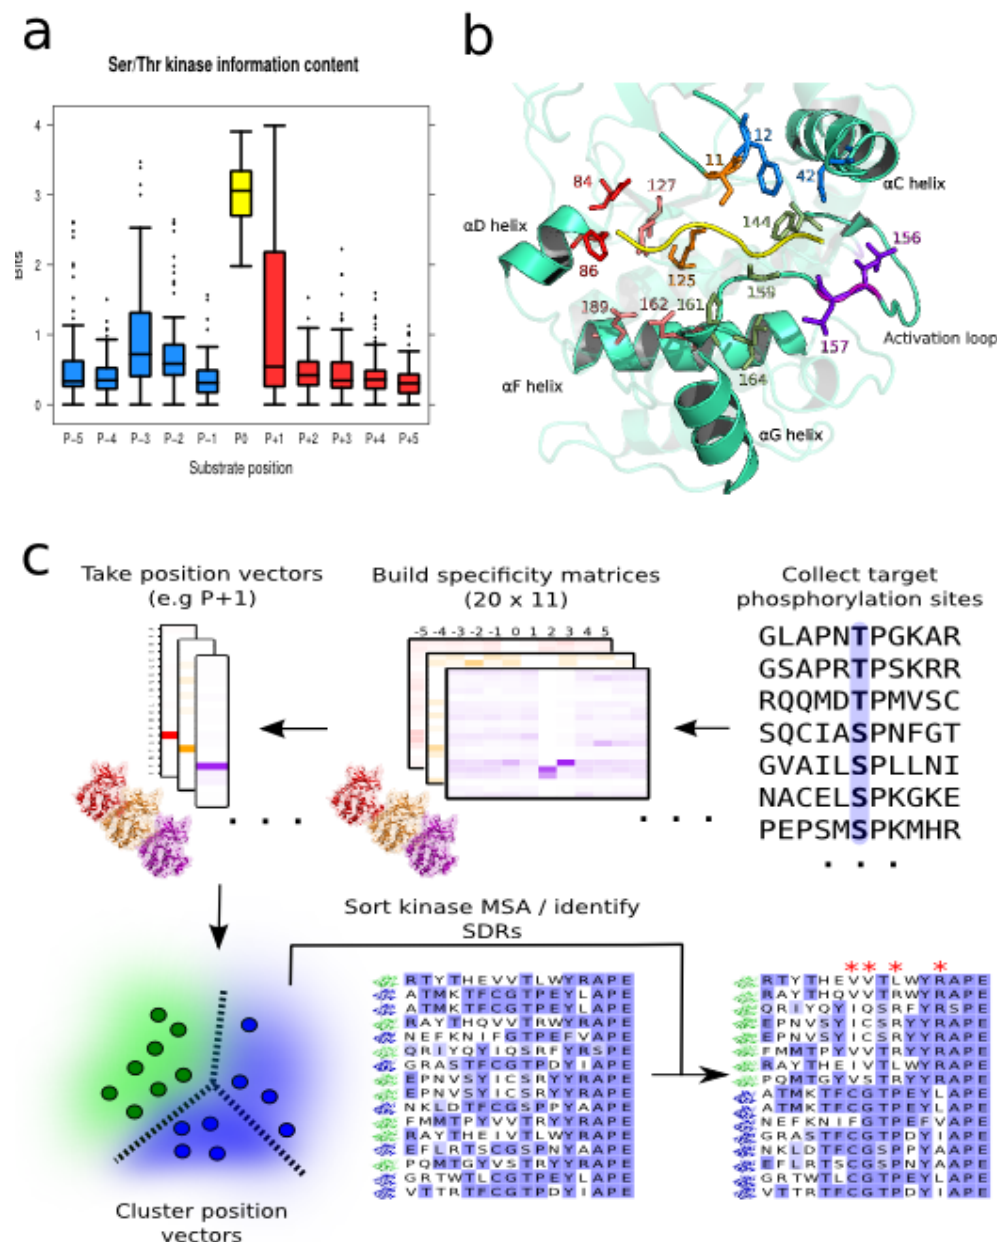 a
Ser/Thr kinase information content
4
3
2
1
0
Bits
P−5 P−4 P−3 P−2 P−1 P0 P+1 P+2 P+3 P+4 P+5
Substrate position
b
12
11
42
αC helix
84
127
144
αD helix
156
86
125
159
189
162
161
157
Activation loop
164
αF helix
αG helix
c
Take position vectors
(e.g P+1)
Build specificity matrices
(20 x 11)
Collect target
phosphorylation sites
-5 -4 -3 -2 -1 0 1 2 3 4 5
GLAPNTPGKAR
GSAPRTPSKRR
RQQMDTPMVSC
SQCIASPNFGT
GVAILSPLLNI
NACELSPKGKE
PEPSMSPKMHR
. . .
. . .
. . .
Sort kinase MSA / identify
SDRs
Cluster position
vectors
RTYTHEVVTLWYRAPE
ATMKTFCGTPEYLAPE
ATMKTFCGTPEYLAPE
RAYTHQVVTRWYRAPE
NEFKNIFGTPEFVAPE
QRIYQYIQSRFYRSPE
GRASTFCGTPDYIAPE
EPNVSYICSRYYRAPE
EPNVSYICSRYYRAPE
NKLDTFCGSPPYAAPE
FMMTPYVVTRYYRAPE
RAYTHEIVTLWYRAPE
EFLRTSCGSPNYAAPE
PQMTGYVSTRYYRAPE
GRTWTLCGTPEYLAPE
VTTRTFCGTPDYIAPE
* * * *
RTYTHEVVTLWYRAPE
RAYTHQVVTRWYRAPE
QRIYQYIQSRFYRSPE
EPNVSYICSRYYRAPE
EPNVSYICSRYYRAPE
FMMTPYVVTRYYRAPE
RAYTHEIVTLWYRAPE
PQMTGYVSTRYYRAPE
ATMKTFCGTPEYLAPE
ATMKTFCGTPEYLAPE
NEFKNIFGTPEFVAPE
GRASTFCGTPDYIAPE
NKLDTFCGSPPYAAPE
EFLRTSCGSPNYAAPE
GRTWTLCGTPEYLAPE
VTTRTFCGTPDYIAPE